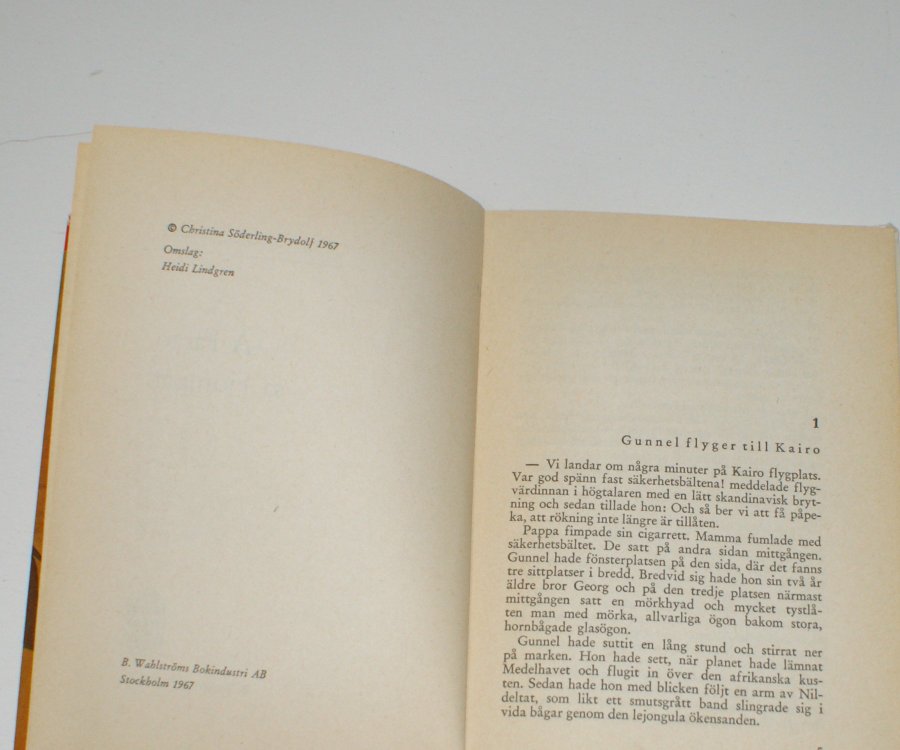 © Christina Söderling-Brydolf 1967
Omslag:
Heidi Lindgren
B. Wahlströms Bokindustri AB
Stockholm 1967
1
Gunnel flyger till Kairo
— Vi landar om några minuter på Kairo flygplats.
Var god spänn fast säkerhetsbältena! meddelade flyg-
värdinnan i högtalaren med en lätt skandinavisk bryt-
ning och sedan tillade hon: Och så ber vi att få påpe-
ka, att rökning inte längre är tillåten.
Pappa fimpade sin cigarrett. Mamma fumlade med
säkerhetsbältet. De satt på andra sidan mittgången.
Gunnel hade fönsterplatsen på den sida, där det fanns
tre sittplatser i bredd. Bredvid sig hade hon sin två år
äldre bror Georg och på den tredje platsen närmast
mittgången satt en mörkhyad och mycket tystlå-
ten man med mörka, allvarliga ögon bakom stora,
hornbågade glasögon.
Gunnel hade suttit en lång stund och stirrat ner
på marken. Hon hade sett, när planet hade lämnat
Medelhavet och flugit in över den afrikanska kus-
ten. Sedan hade hon med blicken följt en arm av Nil-
deltat, som likt ett smutsgrått band slingrade sig i
vida bågar genom den lejongula ökensanden.